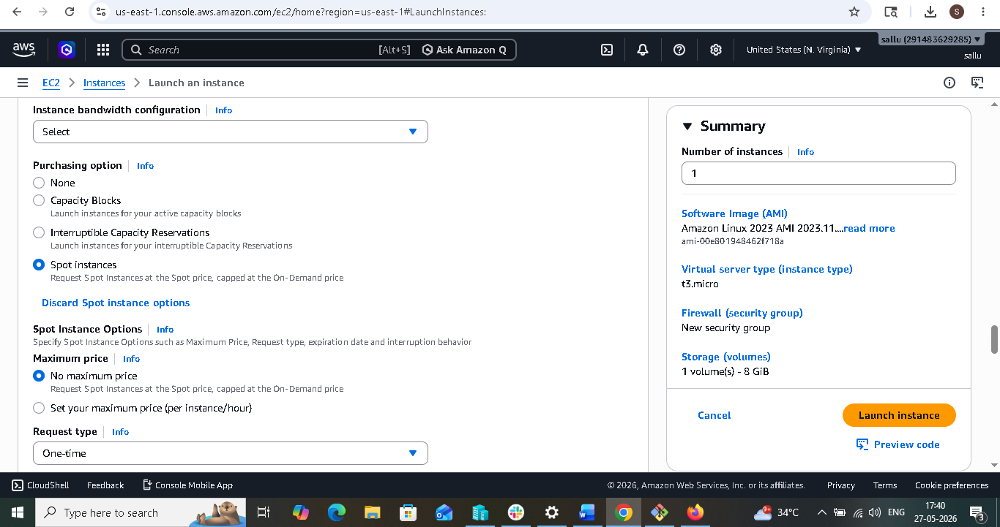 us-east-1.console.aws.amazon.com/ec2/home?region=us-east-1#LaunchInstances:
S
aws
Search
[Alt+S]
Ask Amazon Q
United States (N. Virginia)
sallu (291483629285)
sallu
EC2
Instances
Launch an instance
Instance bandwidth configuration
Info
Select
Purchasing option
Info
None
Capacity Blocks
Launch instances for your active capacity blocks
Interruptible Capacity Reservations
Launch instances for your interruptible Capacity Reservations
Spot instances
Request Spot Instances at the Spot price, capped at the On-Demand price
Discard Spot instance options
Spot Instance Options
Info
Specify Spot Instance Options such as Maximum Price, Request type, expiration date and interruption behavior
Maximum price
Info
No maximum price
Request Spot Instances at the Spot price, capped at the On-Demand price
Set your maximum price (per instance/hour)
Request type
Info
One-time
Summary
Number of instances
Info
1
Software Image (AMI)
Amazon Linux 2023 AMI 2023.11....read more
ami-00e801948462f718a
Virtual server type (instance type)
t3.micro
Firewall (security group)
New security group
Storage (volumes)
1 volume(s) - 8 GiB
Cancel
Launch instance
Preview code
CloudShell
Feedback
Console Mobile App
© 2026, Amazon Web Services, Inc. or its affiliates.
Privacy
Terms
Cookie preferences
Type here to search
34°C
ENG
17:40
27-05-2026
3